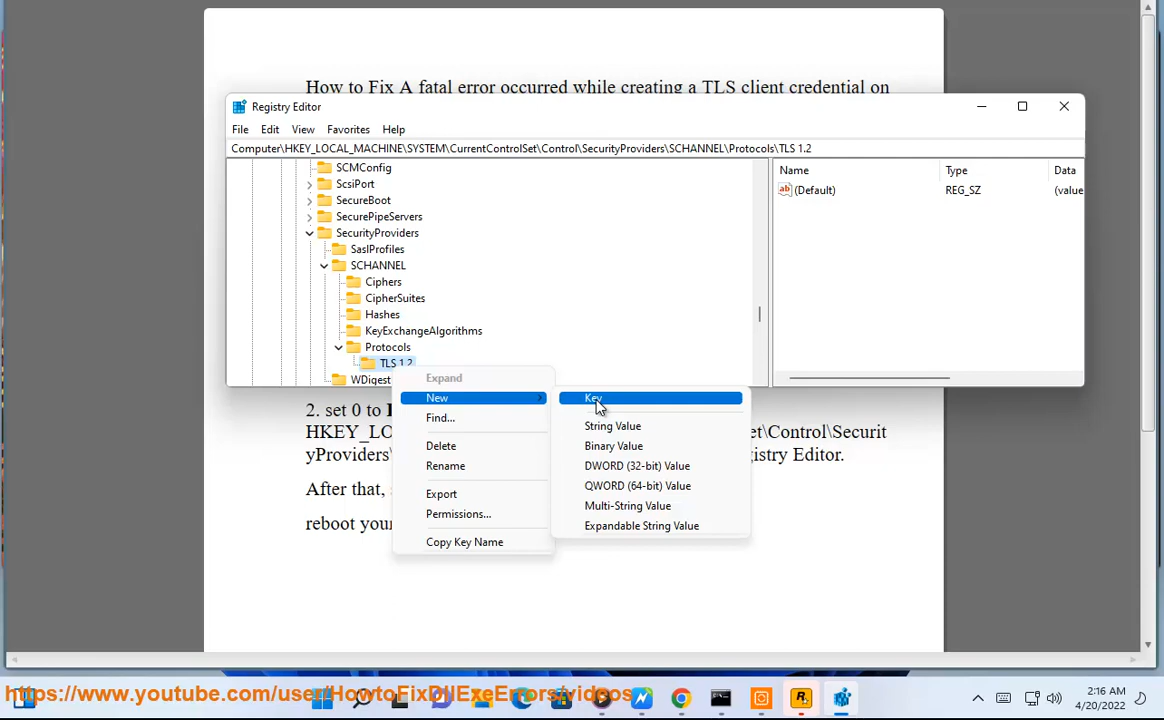 How to Fix A fatal error occurred while creating a TLS client credential on
Registry Editor
File Edit View Favorites Help
Computer\HKEY_LOCAL_MACHINE\SYSTEM\CurrentControlSet\Control\SecurityProviders\SCHANNEL\Protocols\TLS 1.2
SCMConfig
ScsiPort
SecureBoot
SecurePipeServers
SecurityProviders
SaslProfiles
SCHANNEL
Ciphers
CipherSuites
Hashes
KeyExchangeAlgorithms
Protocols
TLS 1.2
WDigest
Name Type Data
(Default) REG_SZ (value
Expand
New
Find...
Delete
Rename
Export
Permissions...
Copy Key Name
Key
String Value
Binary Value
DWORD (32-bit) Value
QWORD (64-bit) Value
Multi-String Value
Expandable String Value
2. set 0 to
HKEY_LO et\Control\Securit
yProviders\ gistry Editor.
After that,
reboot your
https://www.youtube.com/user/HowtoFixDllExeErrors/videos
2:16 AM
4/20/2022